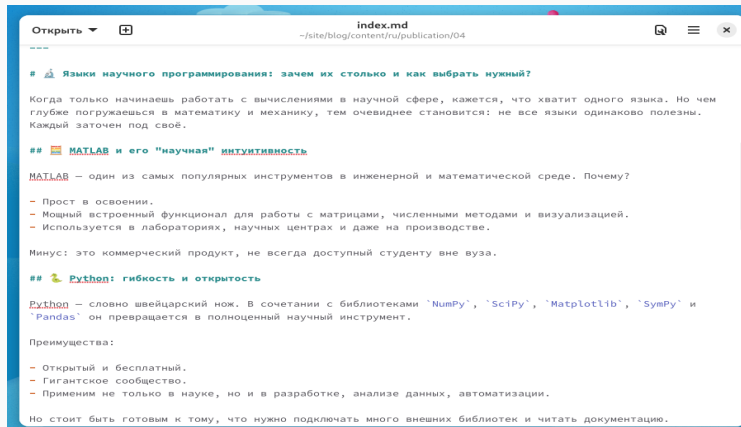 Открыть
index.md
~/site/blog/content/ru/publication/04
---
# 🔬 Языки научного программирования: зачем их столько и как выбрать нужный?
Когда только начинаешь работать с вычислениями в научной сфере, кажется, что хватит одного языка. Но чем
глубже погружаешься в математику и механику, тем очевиднее становится: не все языки одинаково полезны.
Каждый заточен под своё.
## 🧮 MATLAB и его "научная" интуитивность
MATLAB — один из самых популярных инструментов в инженерной и математической среде. Почему?
- Прост в освоении.
- Мощный встроенный функционал для работы с матрицами, численными методами и визуализацией.
- Используется в лабораториях, научных центрах и даже на производстве.
Минус: это коммерческий продукт, не всегда доступный студенту вне вуза.
## 🐍 Python: гибкость и открытость
Python — словно швейцарский нож. В сочетании с библиотеками `NumPy`, `SciPy`, `Matplotlib`, `SymPy` и
`Pandas` он превращается в полноценный научный инструмент.
Преимущества:
- Открытый и бесплатный.
- Гигантское сообщество.
- Применим не только в науке, но и в разработке, анализе данных, автоматизации.
Но стоит быть готовым к тому, что нужно подключать много внешних библиотек и читать документацию.